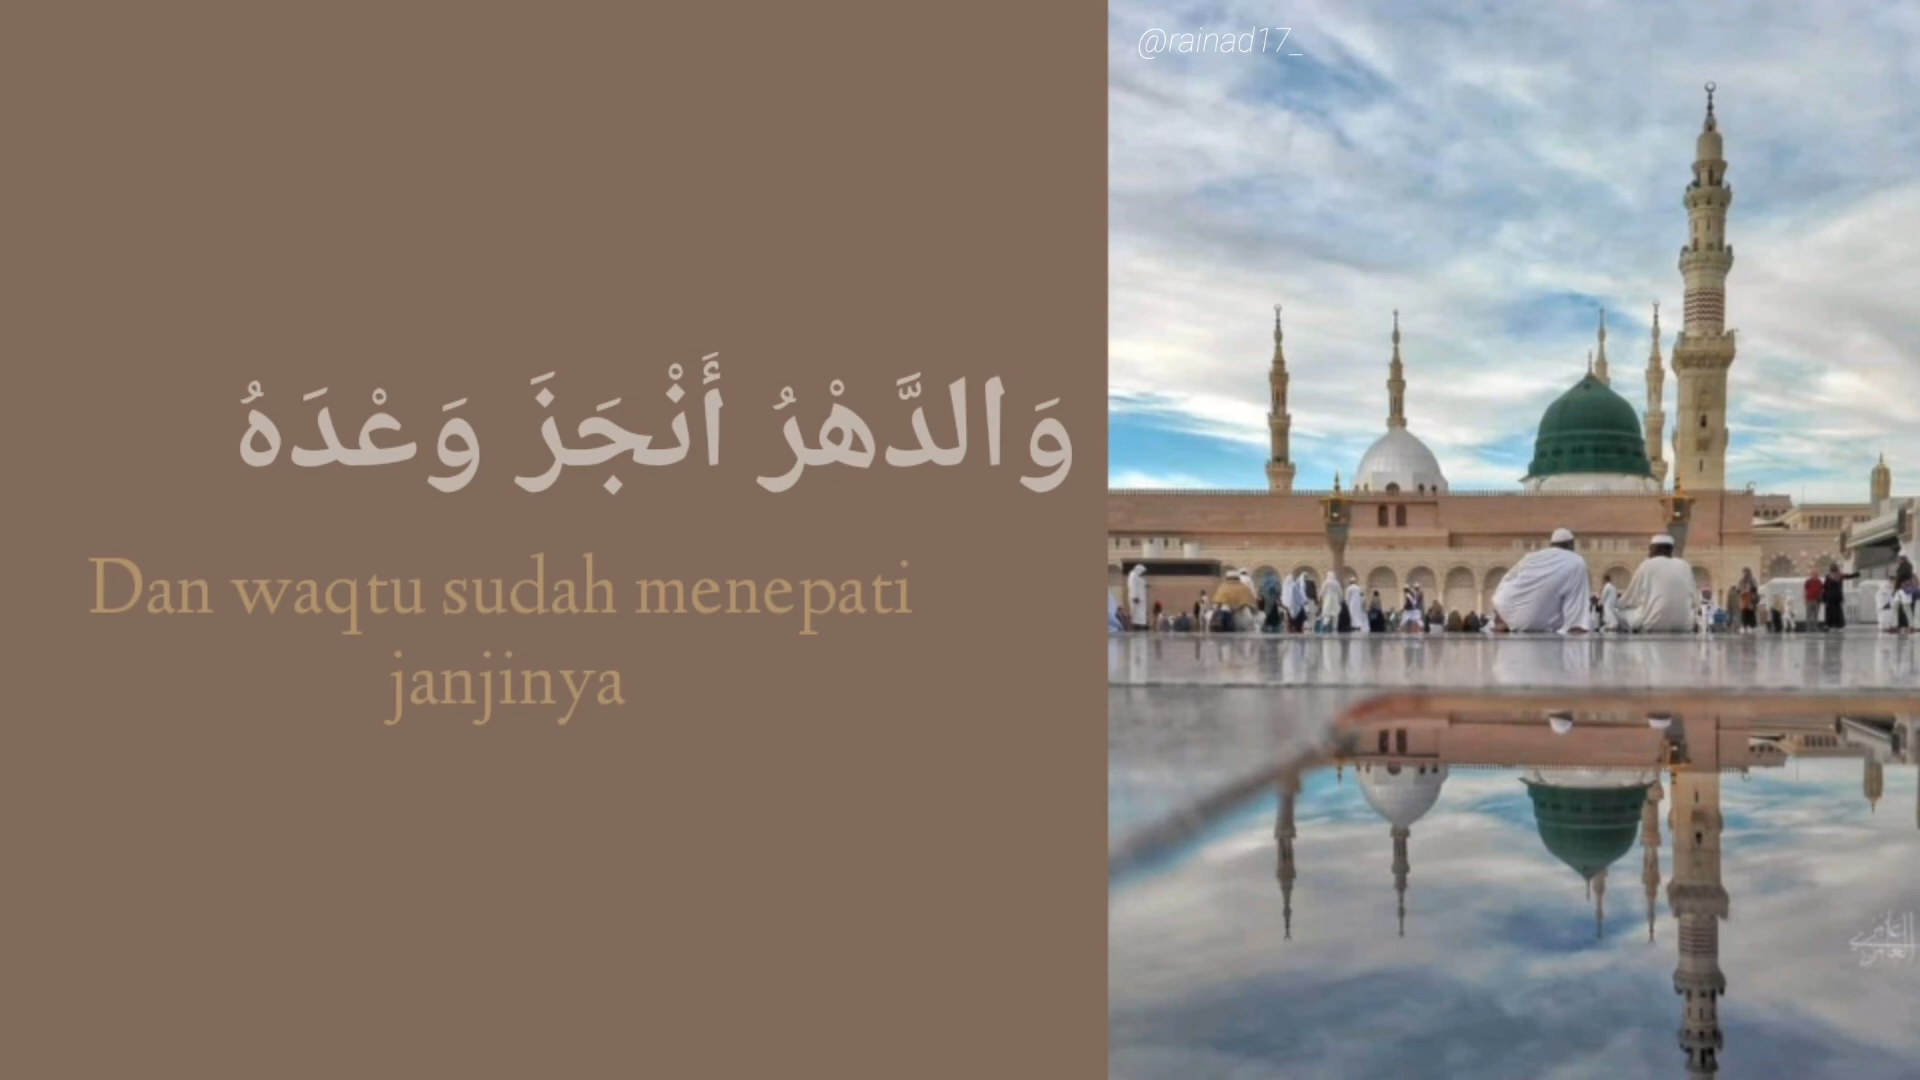 @rainad17_
وَالدَّهْرُ أَنْجَزَ وَعْدَهُ
Dan waqtu sudah menepati
janjinya